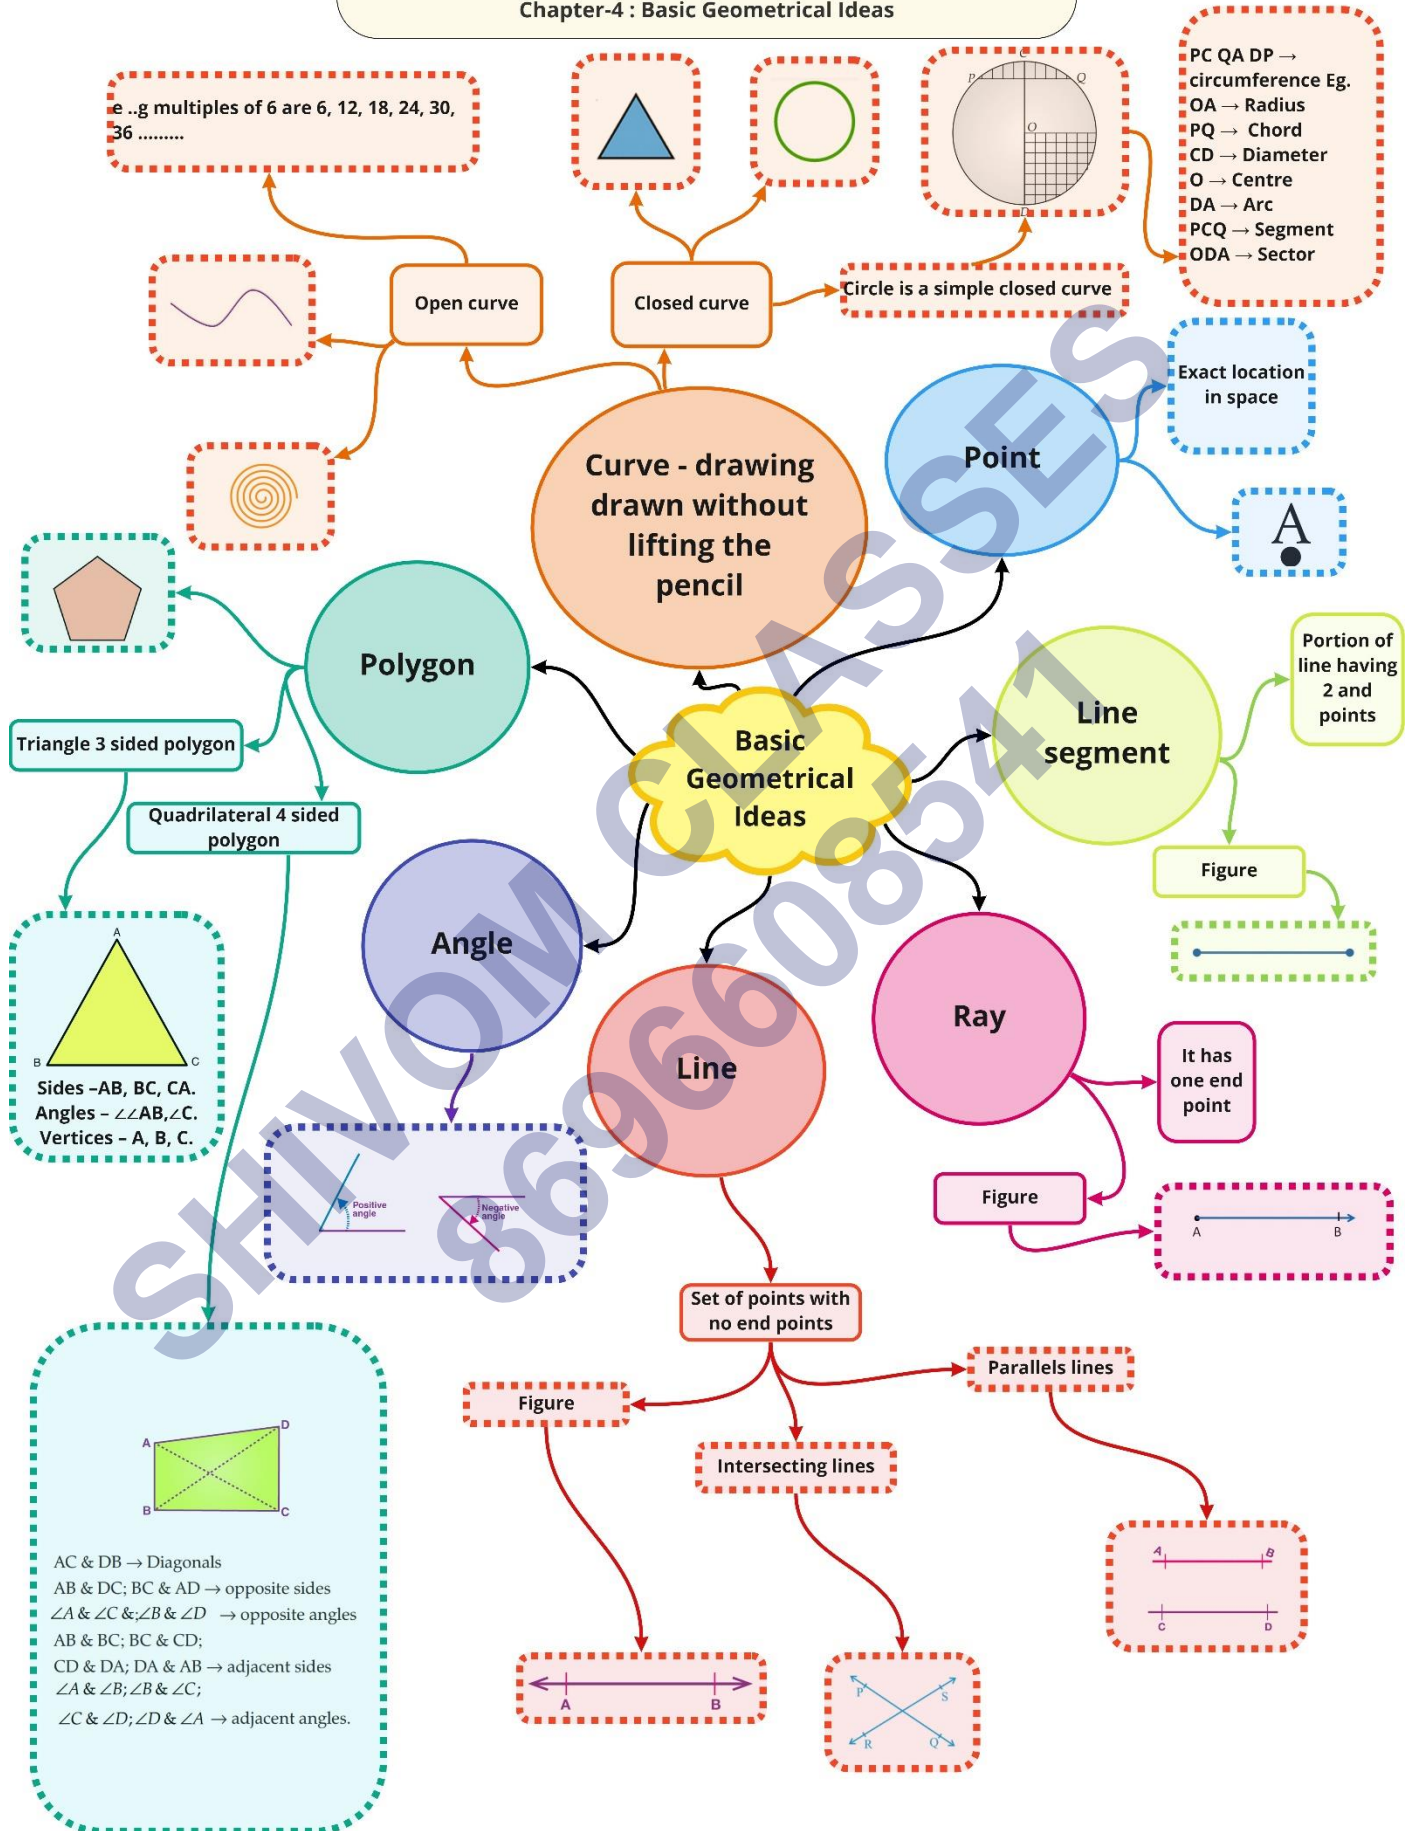 Chapter-4 : Basic Geometrical Ideas
e ..g multiples of 6 are 6, 12, 18, 24, 30,
36 .........
C
P
Q
O
D
PC QA DP →
circumference Eg.
OA → Radius
PQ → Chord
CD → Diameter
O → Centre
DA → Arc
PCQ → Segment
ODA → Sector
Open curve
Closed curve
Circle is a simple closed curve
Exact location
in space
Point
A
Curve - drawing
drawn without
lifting the
pencil
Polygon
Triangle 3 sided polygon
Quadrilateral 4 sided
polygon
Basic
Geometrical
Ideas
Line
segment
Portion of
line having
2 and
points
Figure
Angle
Line
Ray
It has
one end
point
Figure
A
B
A
B
C
Sides –AB, BC, CA.
Angles – ∠∠AB,∠C.
Vertices – A, B, C.
Positive
angle
Negative
angle
Set of points with
no end points
Figure
Intersecting lines
Parallels lines
A
B
C
D
A
B
P
S
R
Q
A
D
B
C
AC & DB → Diagonals
AB & DC; BC & AD → opposite sides
∠A & ∠C &;∠B & ∠D → opposite angles
AB & BC; BC & CD;
CD & DA; DA & AB → adjacent sides
∠A & ∠B;∠B & ∠C;
∠C & ∠D;∠D & ∠A → adjacent angles.
SHIVOM CLASSES
8696608541